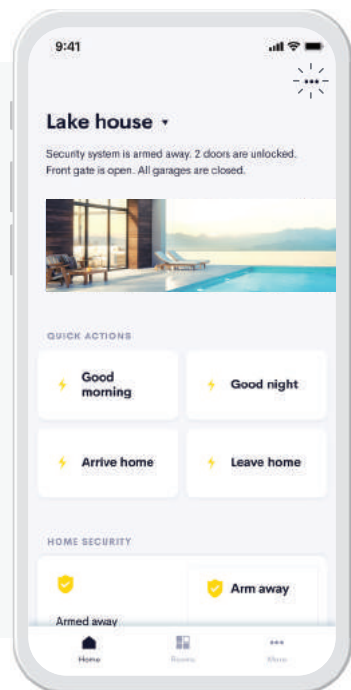 9:41
Lake house
Security system is armed away. 2 doors are unlocked.
Front gate is open. All garages are closed.
QUICK ACTIONS
Good
morning
Good night
Arrive home
Leave home
HOME SECURITY
Arm away
Armed away
Home
Rooms
More